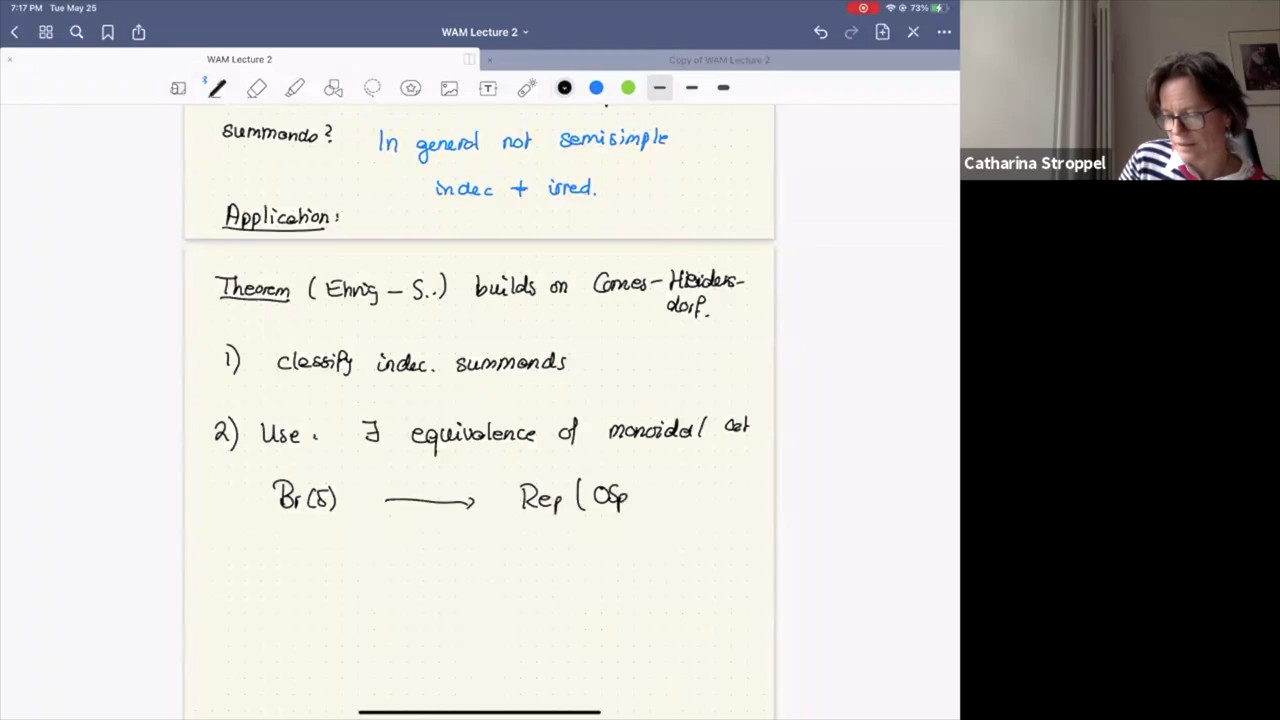 7:17 PM Tue May 25
73%
WAM Lecture 2
WAM Lecture 2
Copy of WAM Lecture 2
summands? In general not semisimple
indec ≠ irred.
Application:
Theorem (Ehrig - S..) builds on Comes - Heiders-
dorf.
1) classify indec. summands
2) Use. ∃ equivalence of monoidal cat
Br(δ) ⟶ Rep (OSp
Catharina Stroppel